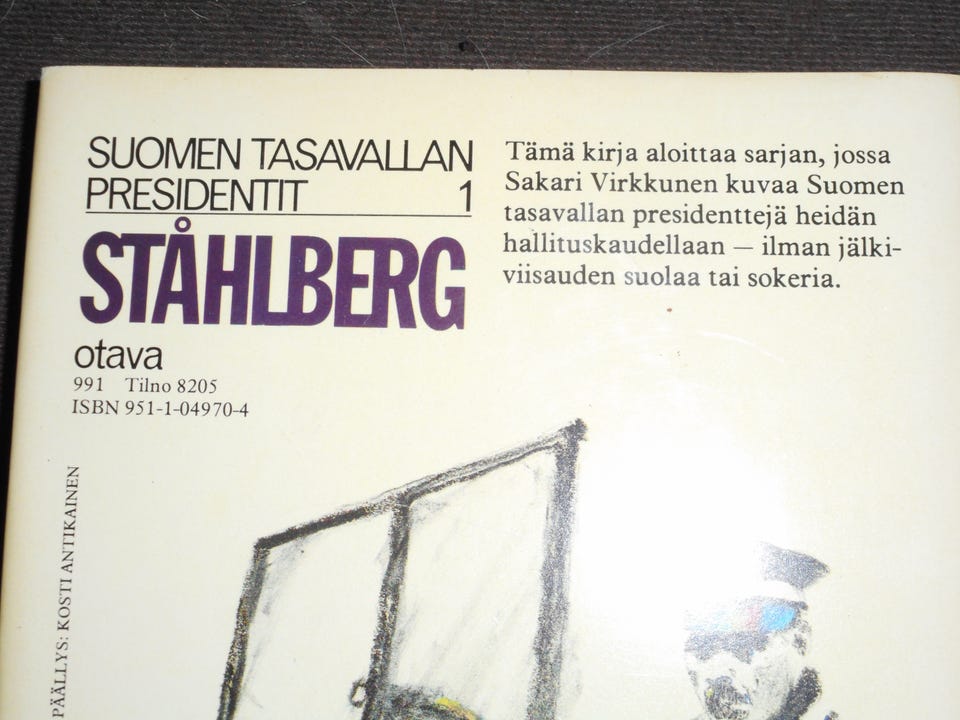 SUOMEN TASAVALLAN
PRESIDENTIT 1
STÅHLBERG
otava
991 Tilno 8205
ISBN 951-1-04970-4
Tämä kirja aloittaa sarjan, jossa
Sakari Virkkunen kuvaa Suomen
tasavallan presidenttejä heidän
hallituskaudellaan — ilman jälki-
viisauden suolaa tai sokeria.
PÄÄLLYS: KOSTI ANTIKAINEN